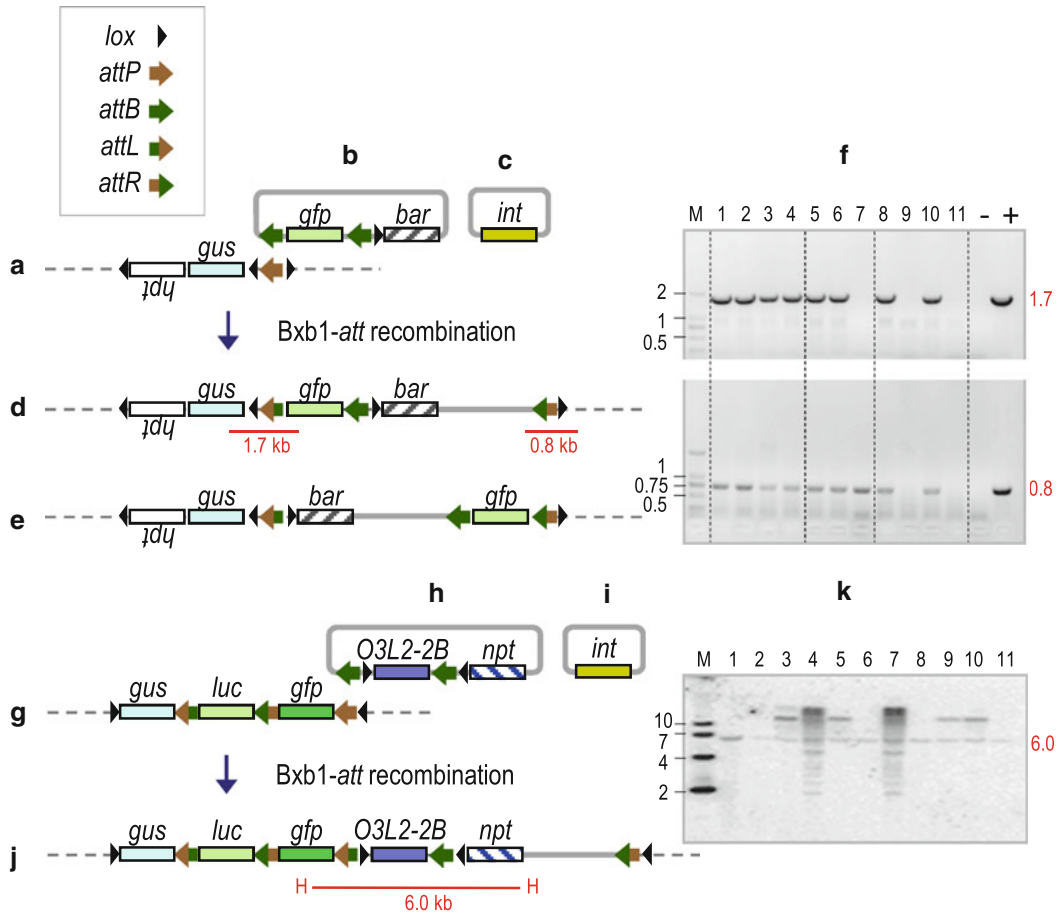 lox
attP
attB
attL
attR
b
c
f
gfp
bar
int
M 1 2 3 4 5 6 7 8 9 10 11 - +
a
gus
hpt
2
1
0.5
1.7
Bxb1-att recombination
d
gus
gfp
bar
hpt
1.7 kb
0.8 kb
1
0.75
0.5
0.8
e
gus
bar
gfp
hpt
h
i
k
O3L2-2B
npt
int
M 1 2 3 4 5 6 7 8 9 10 11
g
gus
luc
gfp
10
7
4
2
6.0
Bxb1-att recombination
j
gus
luc
gfp
O3L2-2B
npt
H
H
6.0 kb